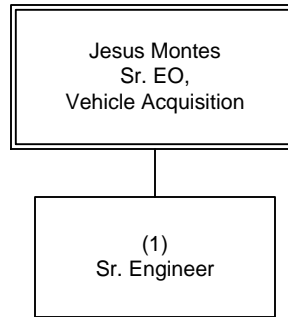 Jesus Montes
Sr. EO,
Vehicle Acquisition
(1)
Sr. Engineer